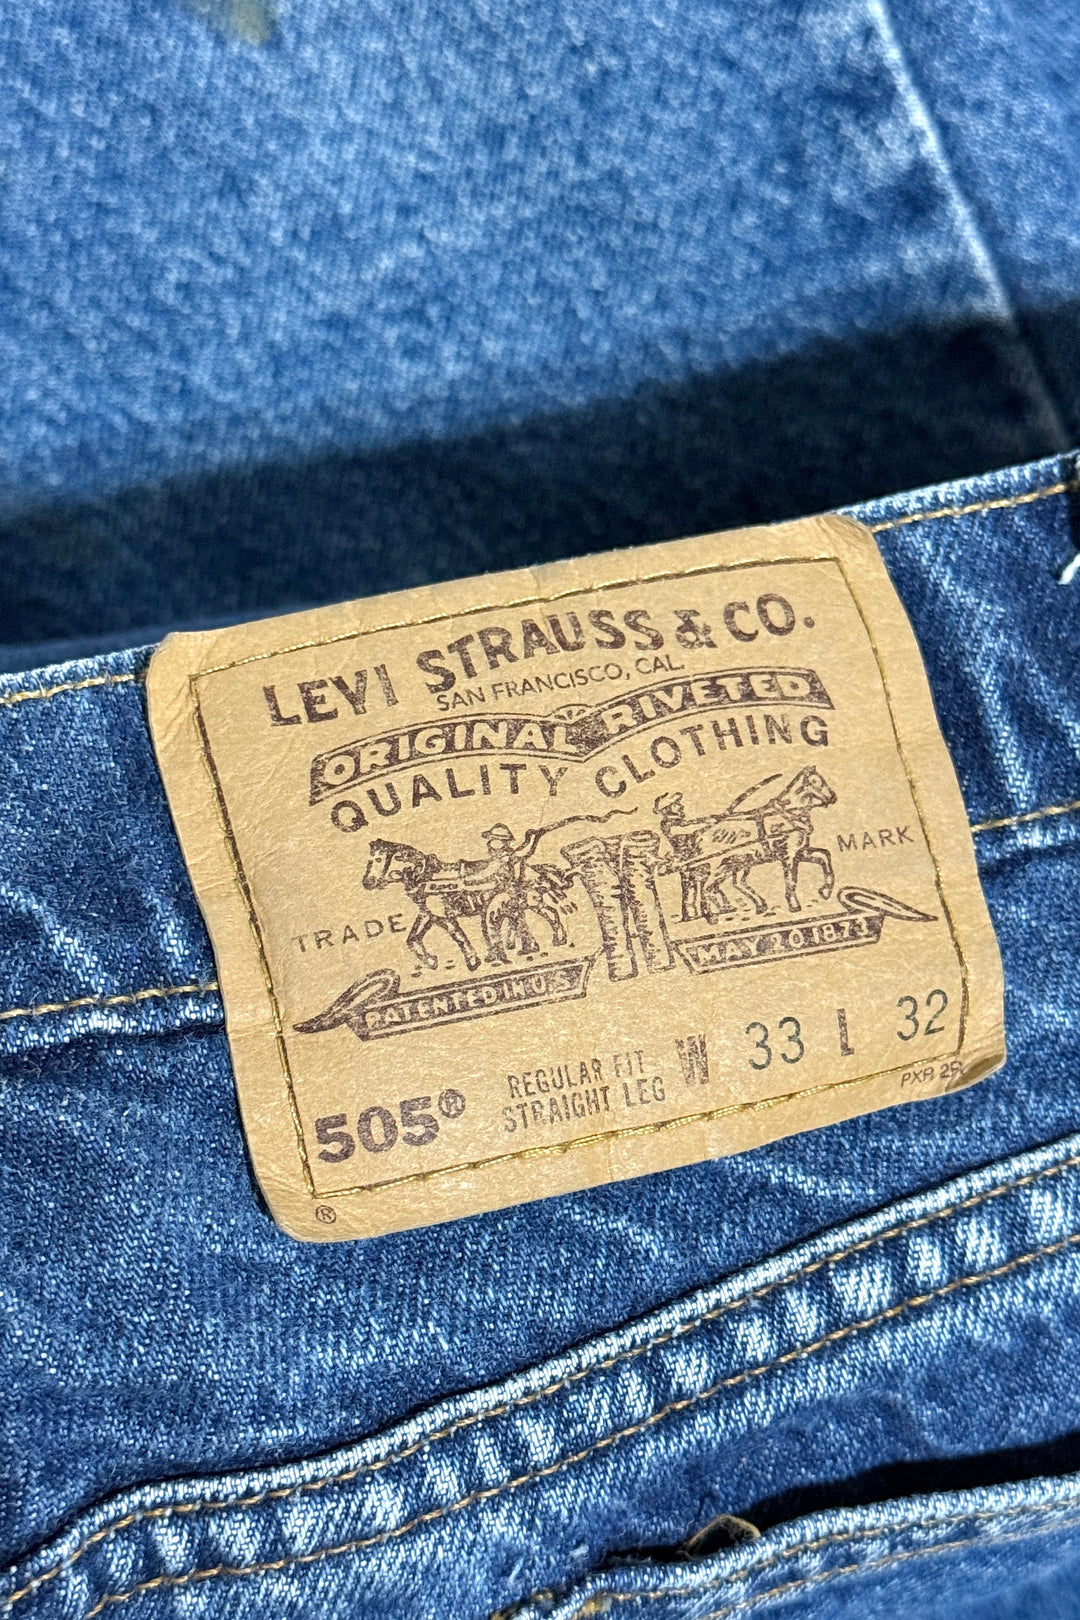 LEVI STRAUSS & CO.
SAN FRANCISCO, CAL.
ORIGINAL RIVETED
QUALITY CLOTHING
TRADE MARK
PATENTED IN U.S. MAY 20 1873
505® REGULAR FIT W 33 L 32
STRAIGHT LEG
®